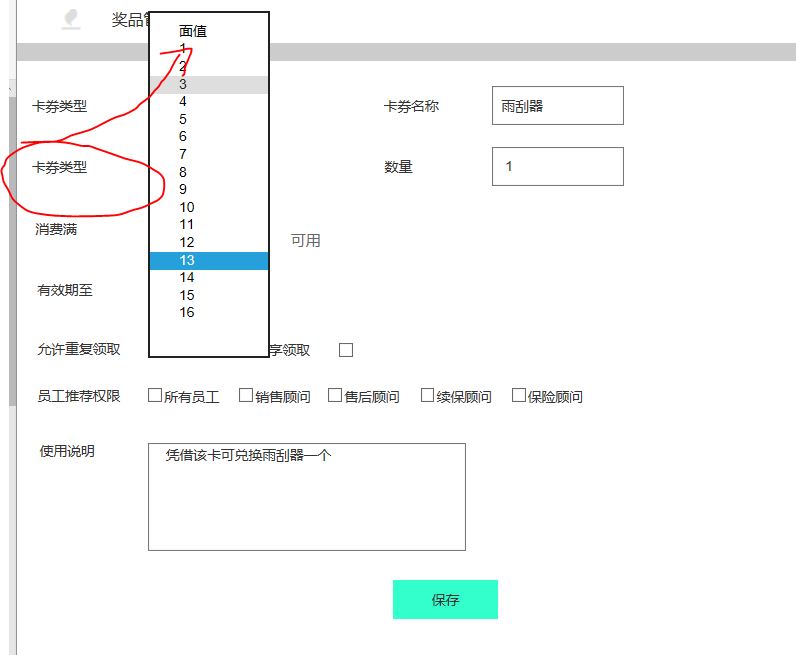 奖品管
面值
1
2
3
4
5
6
7
8
9
10
11
12
13
14
15
16
卡券类型
卡券名称 雨刮器
卡券类型
数量 1
消费满
可用
有效期至
允许重复领取
享领取
员工推荐权限 所有员工 销售顾问 售后顾问 续保顾问 保险顾问
使用说明
凭借该卡可兑换雨刮器一个
保存